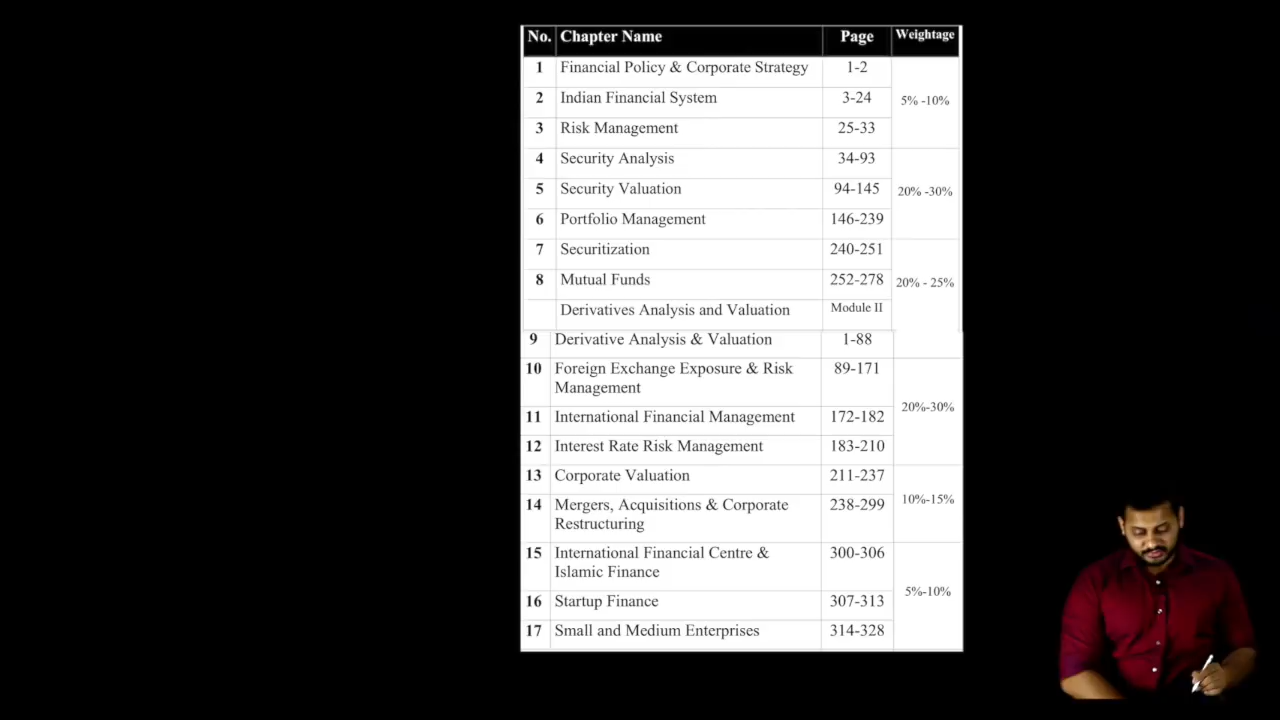 No. Chapter Name Page Weightage
1 Financial Policy & Corporate Strategy 1-2
2 Indian Financial System 3-24 5% -10%
3 Risk Management 25-33
4 Security Analysis 34-93
5 Security Valuation 94-145 20% -30%
6 Portfolio Management 146-239
7 Securitization 240-251
8 Mutual Funds 252-278 20% - 25%
Derivatives Analysis and Valuation Module II
9 Derivative Analysis & Valuation 1-88
10 Foreign Exchange Exposure & Risk 89-171
Management
20%-30%
11 International Financial Management 172-182
12 Interest Rate Risk Management 183-210
13 Corporate Valuation 211-237
10%-15%
14 Mergers, Acquisitions & Corporate 238-299
Restructuring
15 International Financial Centre & 300-306
Islamic Finance
5%-10%
16 Startup Finance 307-313
17 Small and Medium Enterprises 314-328